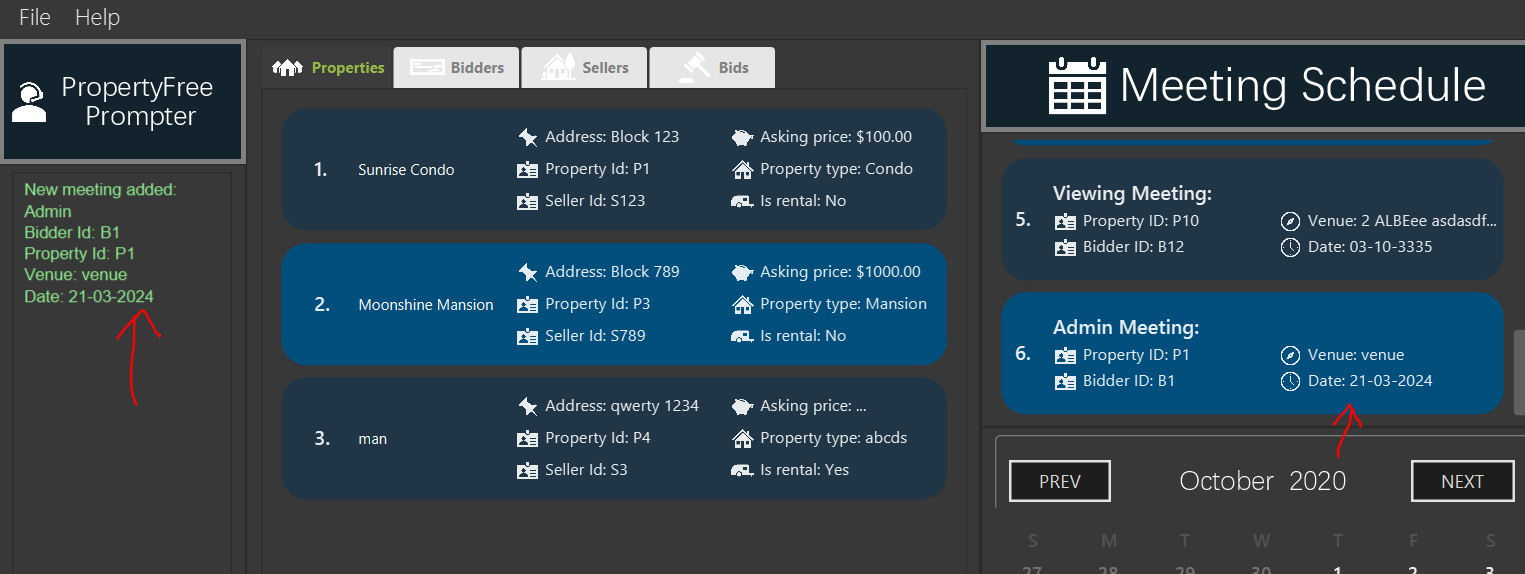 File Help
PropertyFree
Prompter
New meeting added:
Admin
Bidder Id: B1
Property Id: P1
Venue: venue
Date: 21-03-2024
Properties Bidders Sellers Bids
1. Sunrise Condo
Address: Block 123
Property Id: P1
Seller Id: S123
Asking price: $100.00
Property type: Condo
Is rental: No
2. Moonshine Mansion
Address: Block 789
Property Id: P3
Seller Id: S789
Asking price: $1000.00
Property type: Mansion
Is rental: No
3. man
Address: qwerty 1234
Property Id: P4
Seller Id: S3
Asking price: ...
Property type: abcds
Is rental: Yes
Meeting Schedule
5.
Viewing Meeting:
Property ID: P10
Bidder ID: B12
Venue: 2 ALBEee asdasdf...
Date: 03-10-3335
6.
Admin Meeting:
Property ID: P1
Bidder ID: B1
Venue: venue
Date: 21-03-2024
PREV October 2020 NEXT
S M T W T F S
27 28 29 30 1 2 3